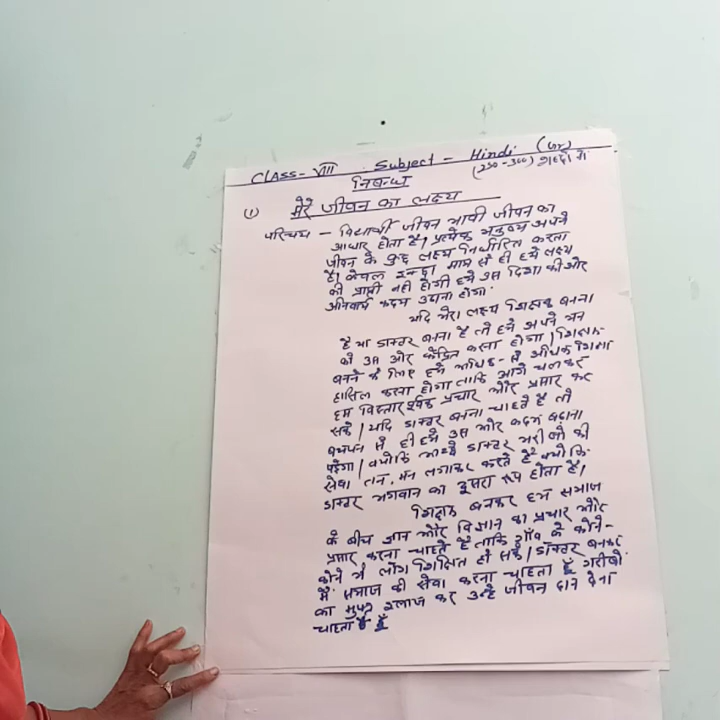 CLASS- VIII Subject - Hindi (Gr)
निबन्ध (250-300) शब्दो में
(1) मेरे जीवन का लक्ष्य
परिचय - विद्यार्थी जीवन भावी जीवन का
आधार होता है। प्रत्येक मनुष्य अपने
जीवन के कुछ लक्ष्य निर्धारित करता
है। केवल इच्छा मात्र से ही हमे लक्ष्य
की प्राप्ती नही होगी हमे उस दिशा की ओर
अनिवार्य कदम उठाना होगा।
यदि मेरा लक्ष्य शिक्षक बनना
है या डाक्टर बनना है तो हमे अपने मन
को उस ओर केंद्रित करना होगा। शिक्षक
बनने के लिए हमे अधिक-से अधिक शिक्षा
हासिल करना होगा ताकि आगे चलकर
हम विस्तार पूर्वक प्रचार और प्रसार कर
सके। यदि डाक्टर बनना चाहते है तो
बचपन से ही हमे उस ओर कदम बढ़ाना
पड़ेगा। क्योकि डाक्टर मरीजो की
सेवा तन, मन लगाकर करते है क्योकि
डाक्टर भगवान का दूसरा रूप होता है।
शिक्षक बनकर हम समाज
के बीच ज्ञान और विज्ञान का प्रचार और
प्रसार करना चाहते है ताकि गाँव के कोने-
कोने में लोग शिक्षित हो सके। डॉक्टर बनकर
मैं समाज की सेवा करना चाहता हूँ गरीबो
का मुफ्त इलाज कर उन्हे जीवन दान देना
चाहता हूँ